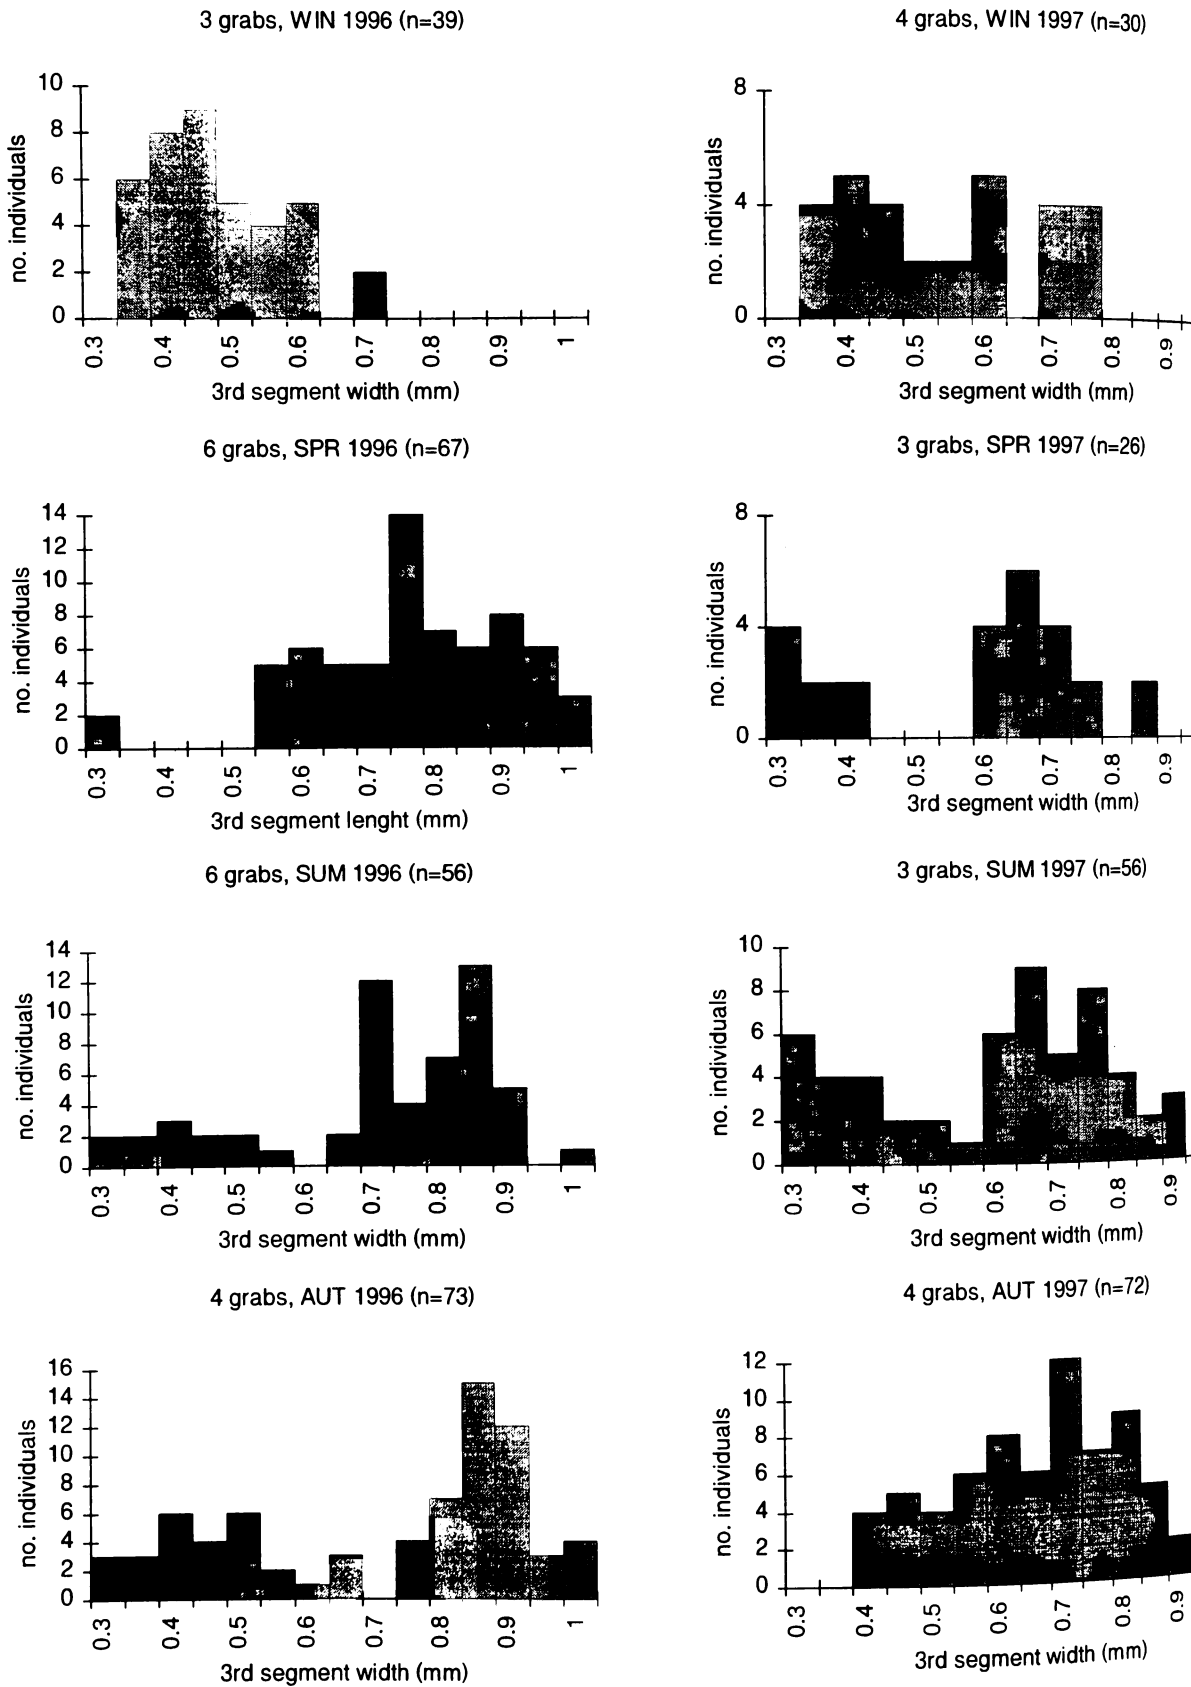 3 grabs, WIN 1996 (n=39)
10
8
6
4
2
0
no. individuals
0.3 0.4 0.5 0.6 0.7 0.8 0.9 1
3rd segment width (mm)
4 grabs, WIN 1997 (n=30)
8
4
0
no. individuals
0.3 0.4 0.5 0.6 0.7 0.8 0.9
3rd segment width (mm)
6 grabs, SPR 1996 (n=67)
14
12
10
8
6
4
2
0
no. individuals
0.3 0.4 0.5 0.6 0.7 0.8 0.9 1
3rd segment lenght (mm)
3 grabs, SPR 1997 (n=26)
8
4
0
no. individuals
0.3 0.4 0.5 0.6 0.7 0.8 0.9
3rd segment width (mm)
6 grabs, SUM 1996 (n=56)
14
12
10
8
6
4
2
0
no. individuals
0.3 0.4 0.5 0.6 0.7 0.8 0.9 1
3rd segment width (mm)
3 grabs, SUM 1997 (n=56)
10
8
6
4
2
0
no. individuals
0.3 0.4 0.5 0.6 0.7 0.8 0.9
3rd segment width (mm)
4 grabs, AUT 1996 (n=73)
16
14
12
10
8
6
4
2
0
no. individuals
0.3 0.4 0.5 0.6 0.7 0.8 0.9 1
3rd segment width (mm)
4 grabs, AUT 1997 (n=72)
12
10
8
6
4
2
0
no. individuals
0.3 0.4 0.5 0.6 0.7 0.8 0.9
3rd segment width (mm)